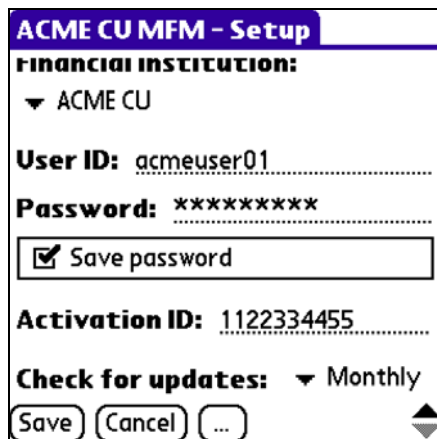 ACME CU MFM - Setup
Financial Institution:
ACME CU
User ID: acmeuser01
Password: *********
Save password
Activation ID: 1122334455
Check for updates: Monthly
Save Cancel ...